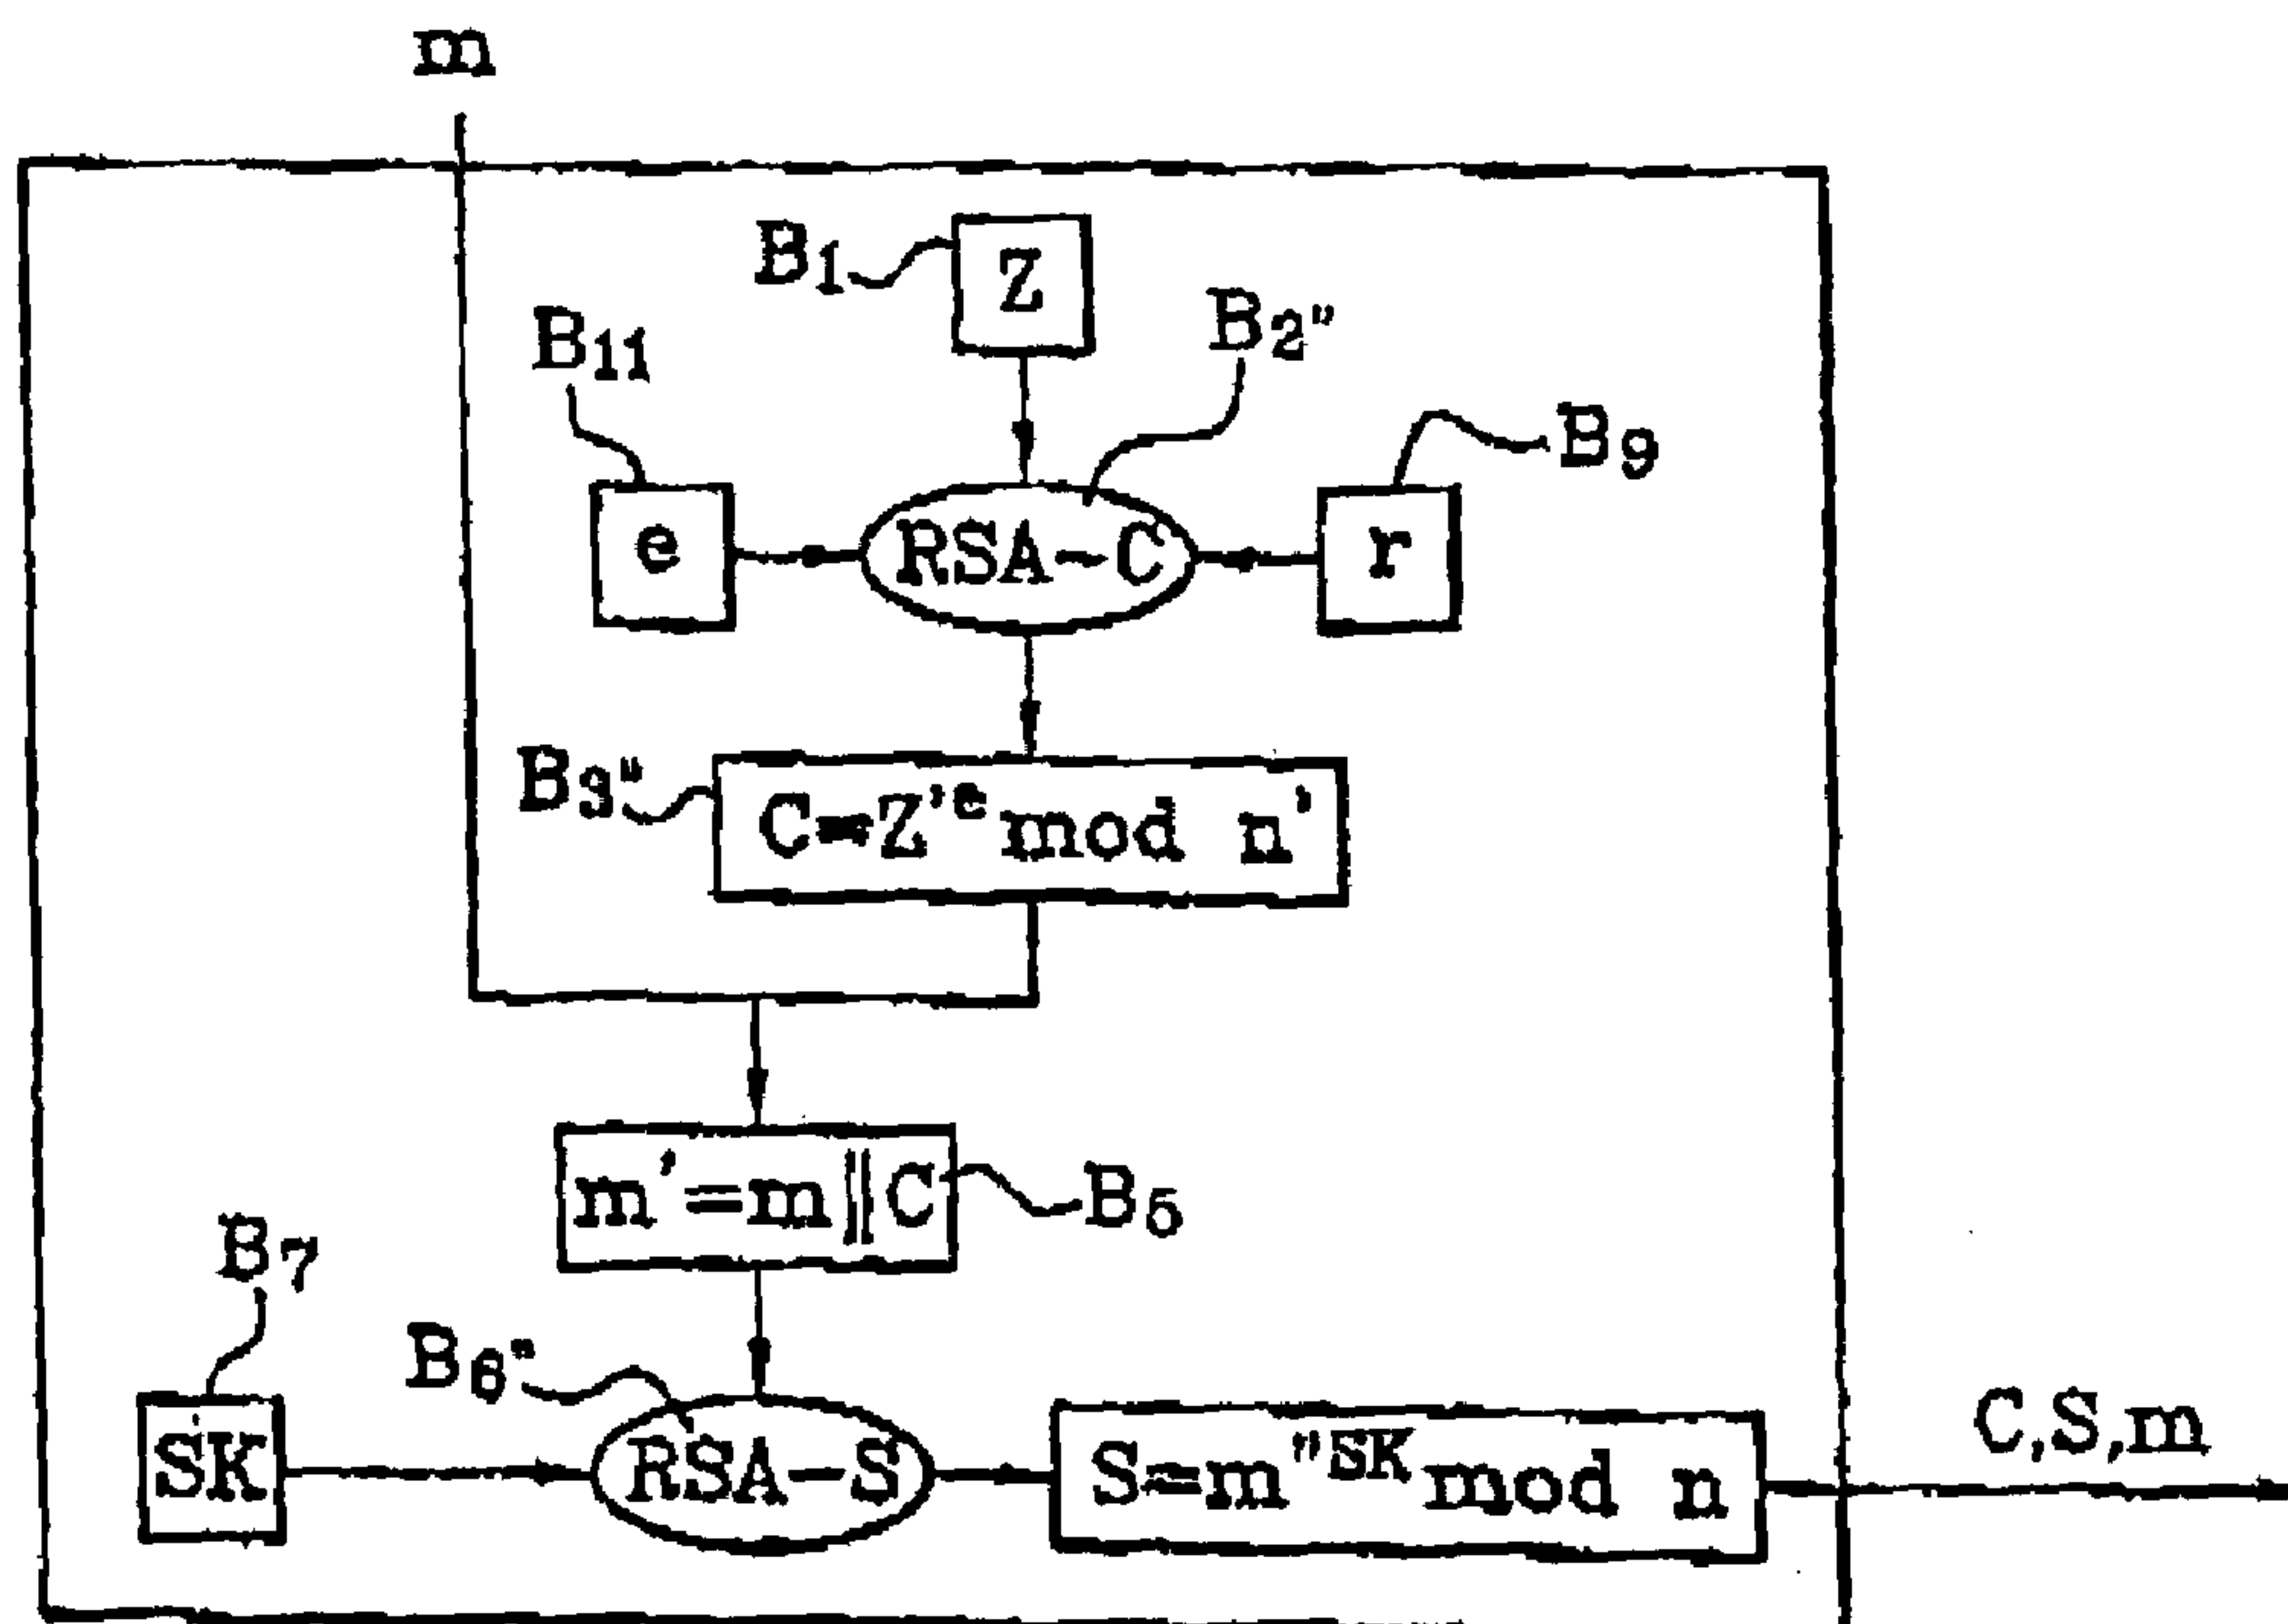 m
B1
Z
B2"
B11
B9
e
RSA-C
r
B3"
C=Z'e mod n'
m'=m||C
B5
B7
B6"
SK
RSA-S
S=m"SK mod n
C,S,m